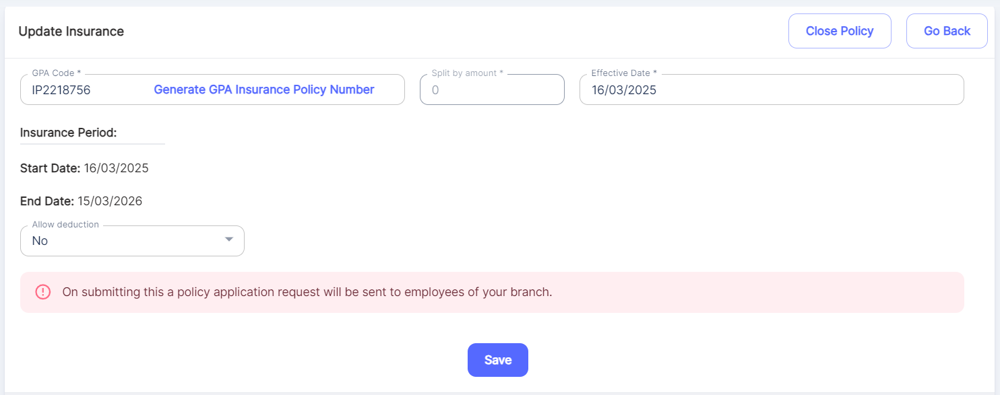 Update Insurance
Close Policy
Go Back
GPA Code *
IP2218756
Generate GPA Insurance Policy Number
Split by amount *
0
Effective Date *
16/03/2025
Insurance Period:
Start Date: 16/03/2025
End Date: 15/03/2026
Allow deduction
No
On submitting this a policy application request will be sent to employees of your branch.
Save